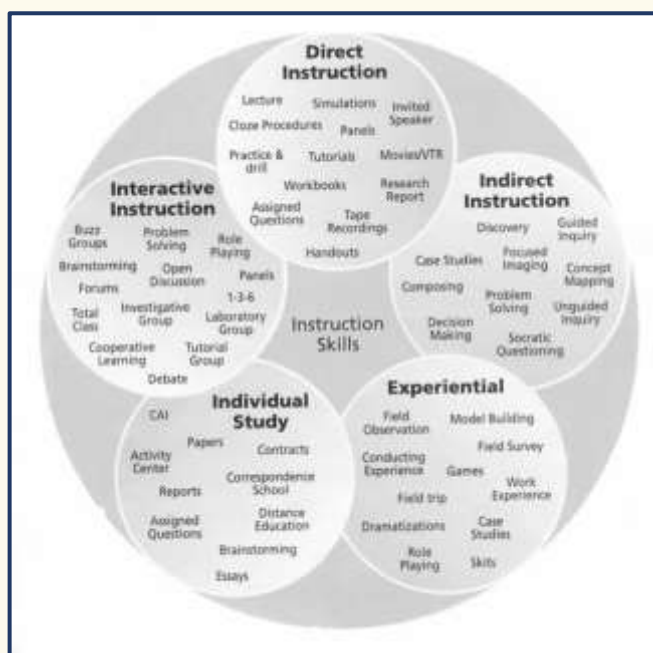 Direct
Instruction
Lecture
Simulations
Invited
Speaker
Cloze Procedures
Panels
Practice &
drill
Tutorials
Movies/VTR
Workbooks
Research
Report
Assigned
Questions
Tape
Recordings
Handouts
Interactive
Instruction
Buzz
Groups
Problem
Solving
Role
Playing
Brainstorming
Open
Discussion
Panels
Forums
1-3-6
Total
Class
Investigative
Group
Laboratory
Group
Cooperative
Learning
Tutorial
Group
Debate
Indirect
Instruction
Discovery
Guided
Inquiry
Case Studies
Focused
Imaging
Concept
Mapping
Composing
Problem
Solving
Unguided
Inquiry
Decision
Making
Socratic
Questioning
Instruction
Skills
Individual
Study
CAI
Papers
Contracts
Activity
Center
Correspondence
School
Reports
Distance
Education
Assigned
Questions
Brainstorming
Essays
Experiential
Field
Observation
Model Building
Field Survey
Conducting
Experience
Games
Work
Experience
Field trip
Dramatizations
Case
Studies
Role
Playing
Skits